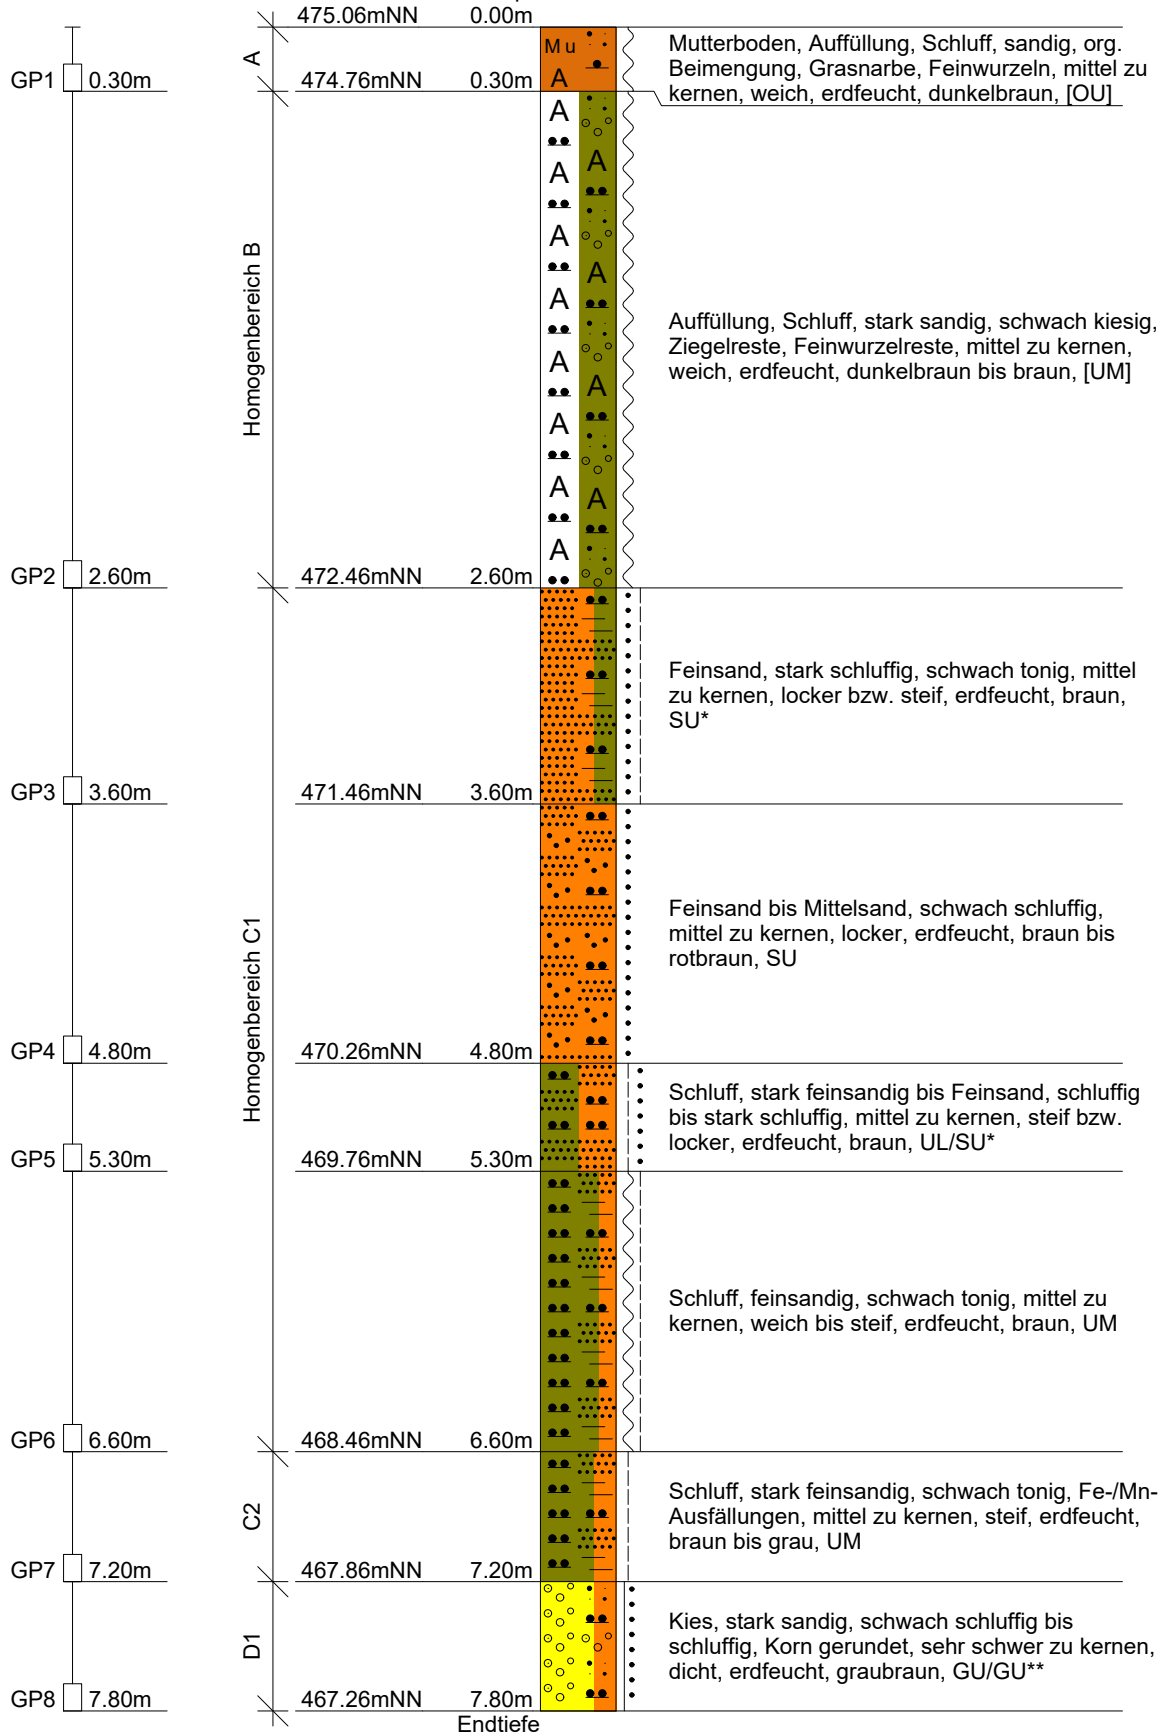 475.06mNN 0.00m
A
Mu
A
Mutterboden, Auffüllung, Schluff, sandig, org.
Beimengung, Grasnarbe, Feinwurzeln, mittel zu
kernen, weich, erdfeucht, dunkelbraun, [OU]
GP1 0.30m 474.76mNN 0.30m
A
A
A
A
A
A
A
A
A
A
A
A
Homogenbereich B
Auffüllung, Schluff, stark sandig, schwach kiesig,
Ziegelreste, Feinwurzelreste, mittel zu kernen,
weich, erdfeucht, dunkelbraun bis braun, [UM]
GP2 2.60m 472.46mNN 2.60m
Feinsand, stark schluffig, schwach tonig, mittel
zu kernen, locker bzw. steif, erdfeucht, braun,
SU*
GP3 3.60m 471.46mNN 3.60m
Homogenbereich C1
Feinsand bis Mittelsand, schwach schluffig,
mittel zu kernen, locker, erdfeucht, braun bis
rotbraun, SU
GP4 4.80m 470.26mNN 4.80m
Schluff, stark feinsandig bis Feinsand, schluffig
bis stark schluffig, mittel zu kernen, steif bzw.
locker, erdfeucht, braun, UL/SU*
GP5 5.30m 469.76mNN 5.30m
Schluff, feinsandig, schwach tonig, mittel zu
kernen, weich bis steif, erdfeucht, braun, UM
GP6 6.60m 468.46mNN 6.60m
C2
Schluff, stark feinsandig, schwach tonig, Fe-/Mn-
Ausfällungen, mittel zu kernen, steif, erdfeucht,
braun bis grau, UM
GP7 7.20m 467.86mNN 7.20m
D1
Kies, stark sandig, schwach schluffig bis
schluffig, Korn gerundet, sehr schwer zu kernen,
dicht, erdfeucht, graubraun, GU/GU**
GP8 7.80m 467.26mNN 7.80m
Endtiefe